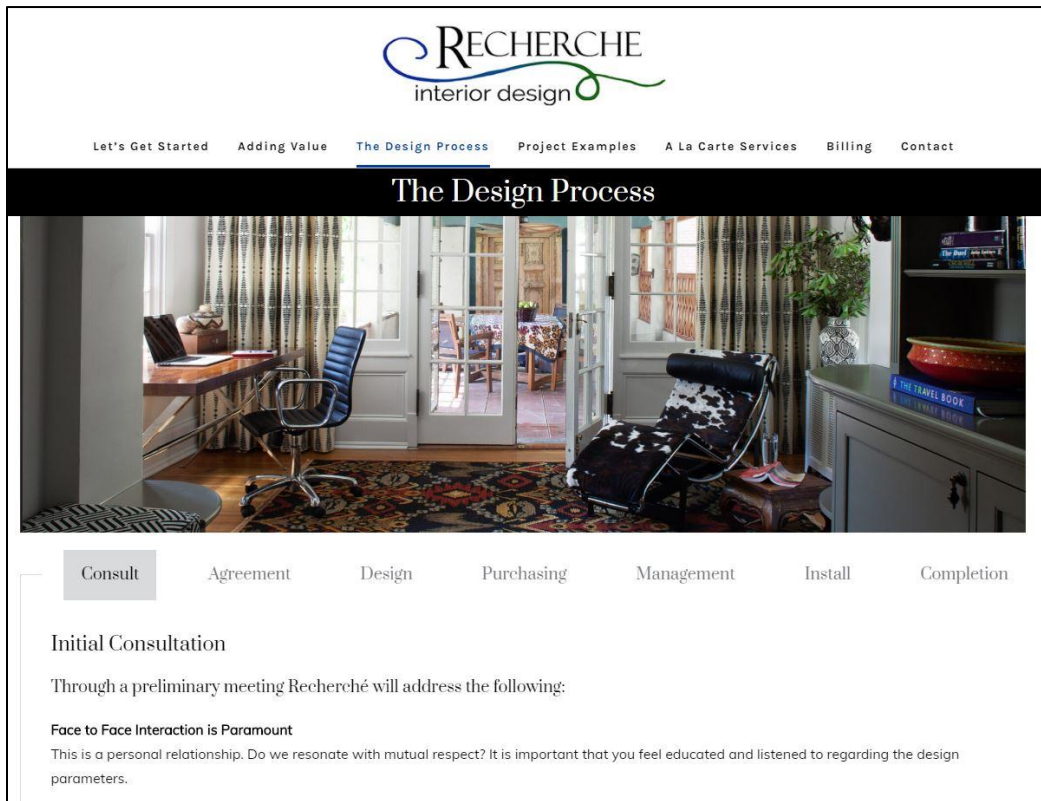 RECHERCHE
interior design
Let's Get Started Adding Value The Design Process Project Examples A La Carte Services Billing Contact
The Design Process
THE TRAVEL BOOK
Consult Agreement Design Purchasing Management Install Completion
Initial Consultation
Through a preliminary meeting Recherché will address the following:
Face to Face Interaction is Paramount
This is a personal relationship. Do we resonate with mutual respect? It is important that you feel educated and listened to regarding the design
parameters.